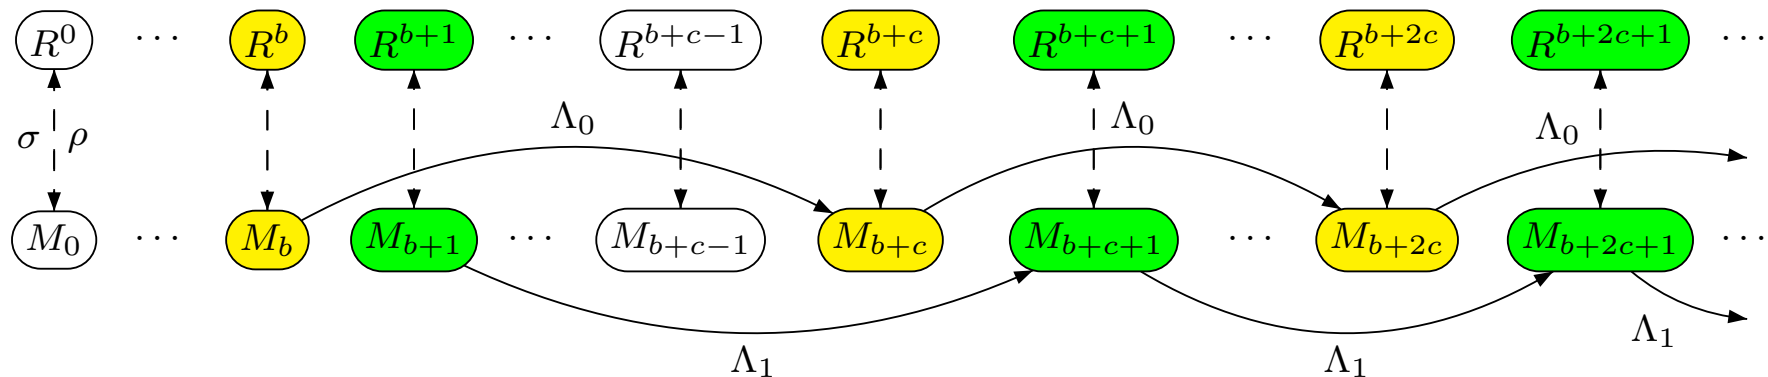 R^0 ⋯ R^b R^{b+1} ⋯ R^{b+c−1} R^{b+c} R^{b+c+1} ⋯ R^{b+2c} R^{b+2c+1} ⋯
σ ρ Λ_0 Λ_0 Λ_0
M_0 ⋯ M_b M_{b+1} ⋯ M_{b+c−1} M_{b+c} M_{b+c+1} ⋯ M_{b+2c} M_{b+2c+1} ⋯
Λ_1 Λ_1 Λ_1